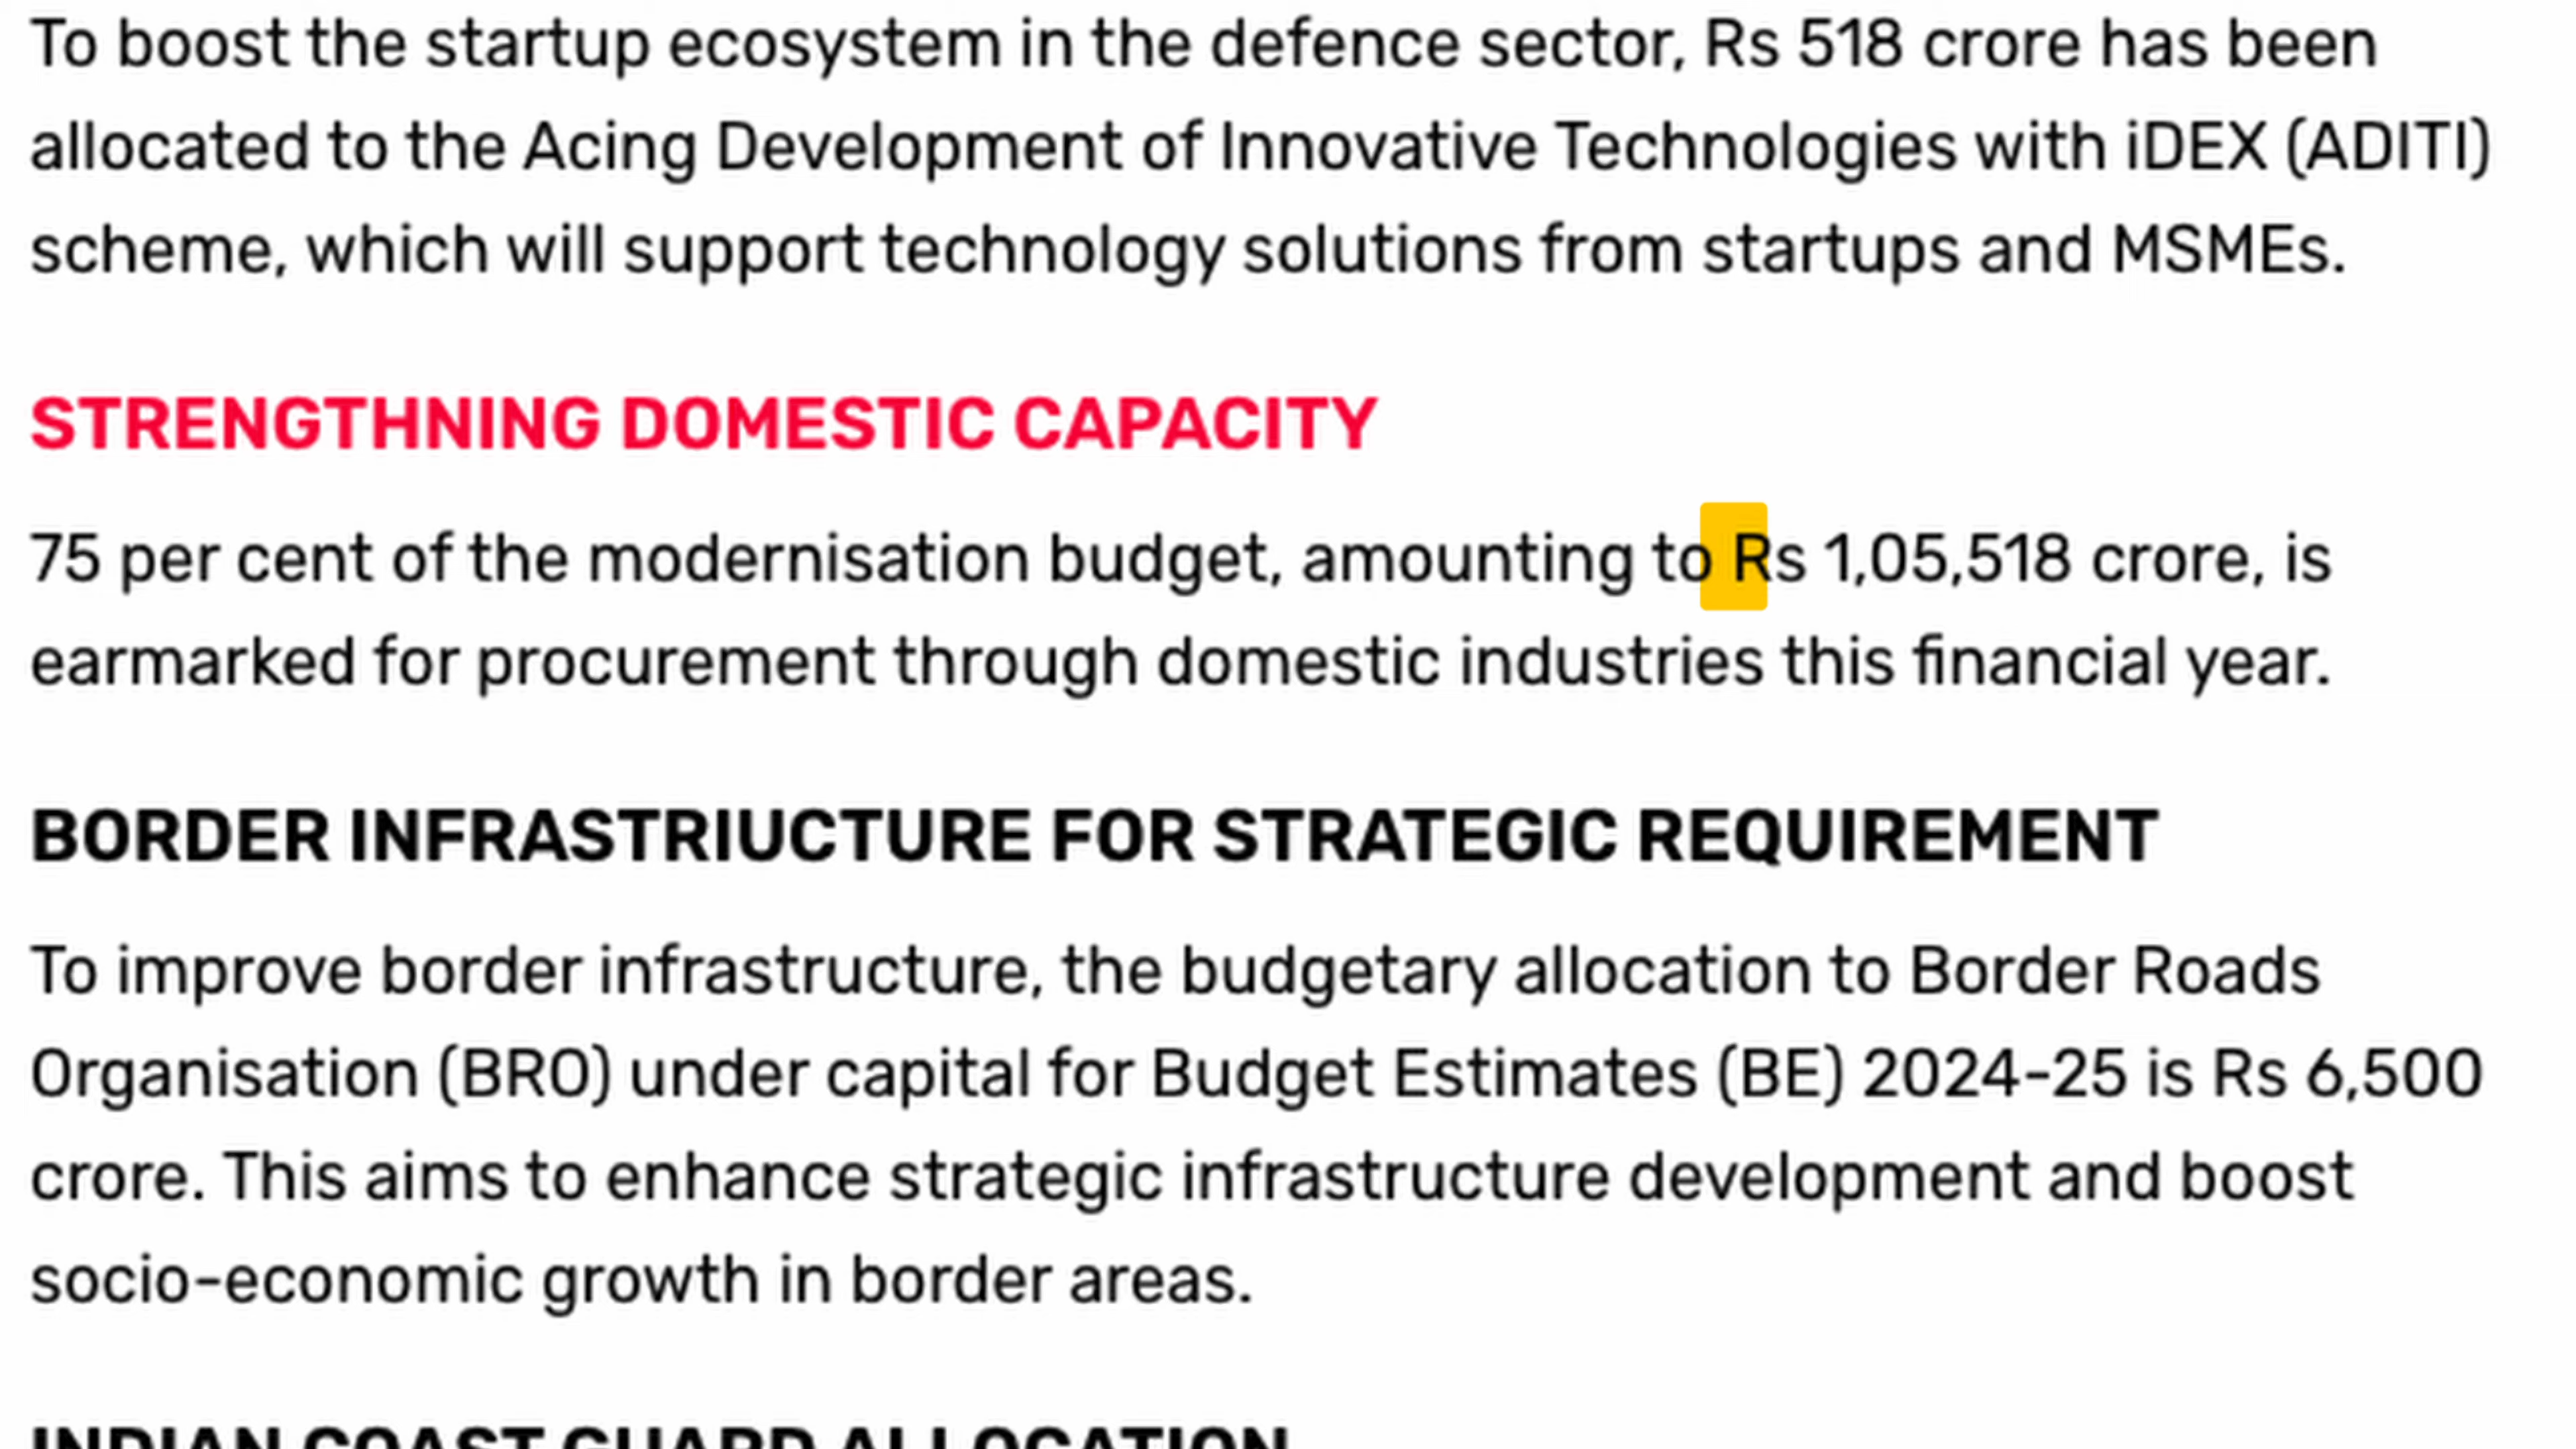 To boost the startup ecosystem in the defence sector, Rs 518 crore has been
allocated to the Acing Development of Innovative Technologies with iDEX (ADITI)
scheme, which will support technology solutions from startups and MSMEs.
STRENGTHNING DOMESTIC CAPACITY
75 per cent of the modernisation budget, amounting to Rs 1,05,518 crore, is
earmarked for procurement through domestic industries this financial year.
BORDER INFRASTRIUCTURE FOR STRATEGIC REQUIREMENT
To improve border infrastructure, the budgetary allocation to Border Roads
Organisation (BRO) under capital for Budget Estimates (BE) 2024-25 is Rs 6,500
crore. This aims to enhance strategic infrastructure development and boost
socio-economic growth in border areas.
INDIAN COAST GUARD ALLOCATION